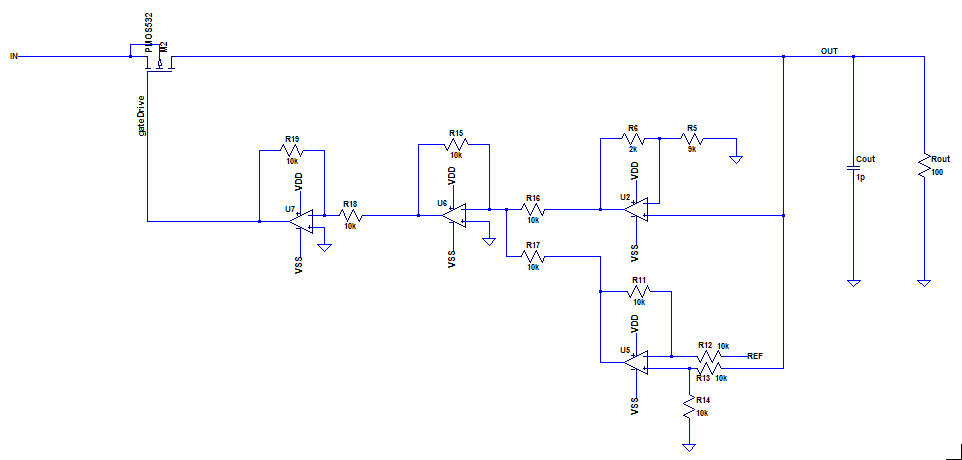 IN
PMOS532
M2
OUT
gateDrive
R19
10k
VDD
U7
VSS
R18
10k
R15
10k
VDD
U6
VSS
R16
10k
R17
10k
R6
2k
R5
9k
VDD
U2
VSS
R11
10k
VDD
U5
VSS
R12 10k
REF
R13 10k
R14
10k
Cout
1p
Rout
100